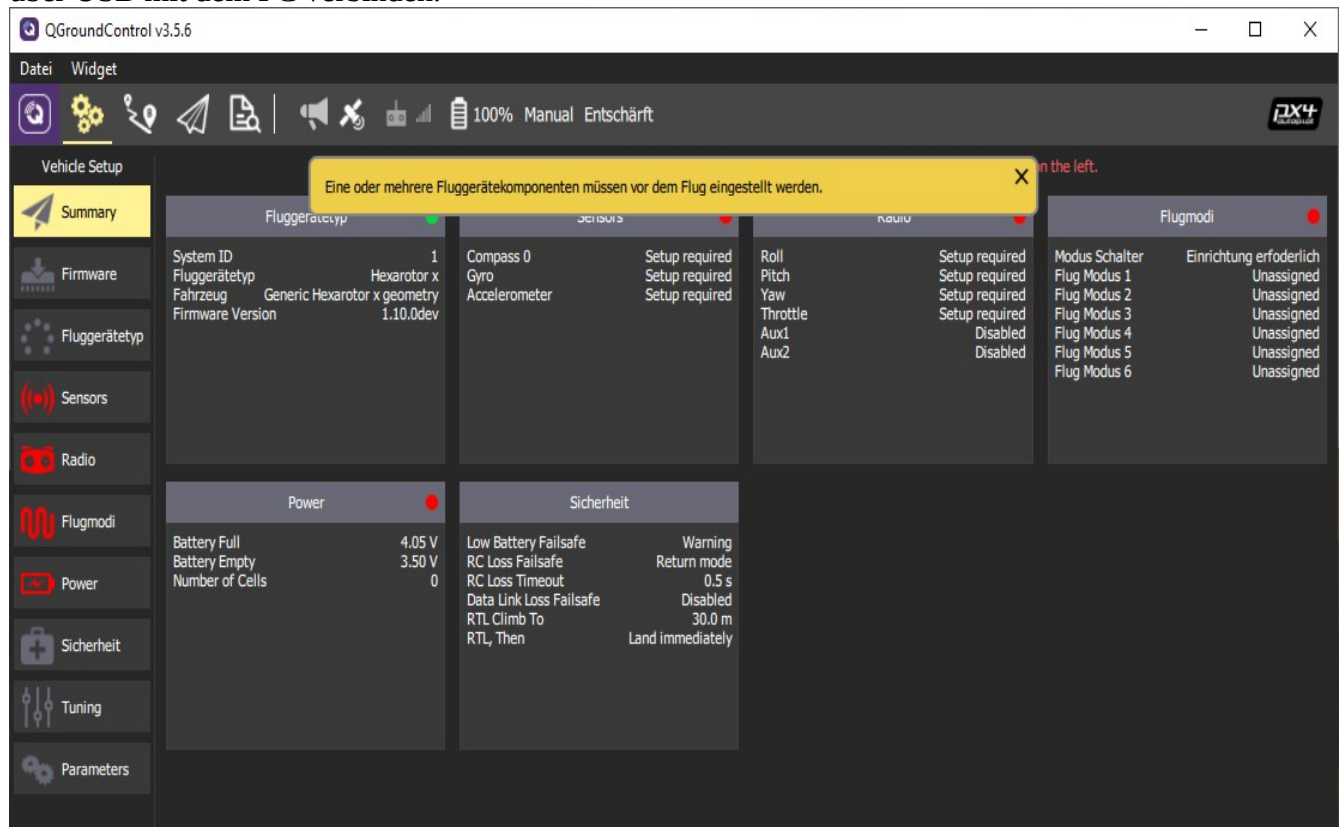 QGroundControl v3.5.6
Datei Widget
100% Manual Entschärft
px4
autopilot
Vehicle Setup
n the left.
Eine oder mehrere Fluggerätekomponenten müssen vor dem Flug eingestellt werden.
X
Summary
Firmware
Fluggerätetyp
Sensors
Radio
Flugmodi
Power
Sicherheit
Tuning
Parameters
Fluggerätetyp
System ID 1
Fluggerätetyp Hexarotor x
Fahrzeug Generic Hexarotor x geometry
Firmware Version 1.10.0dev
Sensors
Compass 0 Setup required
Gyro Setup required
Accelerometer Setup required
Radio
Roll Setup required
Pitch Setup required
Yaw Setup required
Throttle Setup required
Aux1 Disabled
Aux2 Disabled
Flugmodi
Modus Schalter Einrichtung erfoderlich
Flug Modus 1 Unassigned
Flug Modus 2 Unassigned
Flug Modus 3 Unassigned
Flug Modus 4 Unassigned
Flug Modus 5 Unassigned
Flug Modus 6 Unassigned
Power
Battery Full 4.05 V
Battery Empty 3.50 V
Number of Cells 0
Sicherheit
Low Battery Failsafe Warning
RC Loss Failsafe Return mode
RC Loss Timeout 0.5 s
Data Link Loss Failsafe Disabled
RTL Climb To 30.0 m
RTL, Then Land immediately